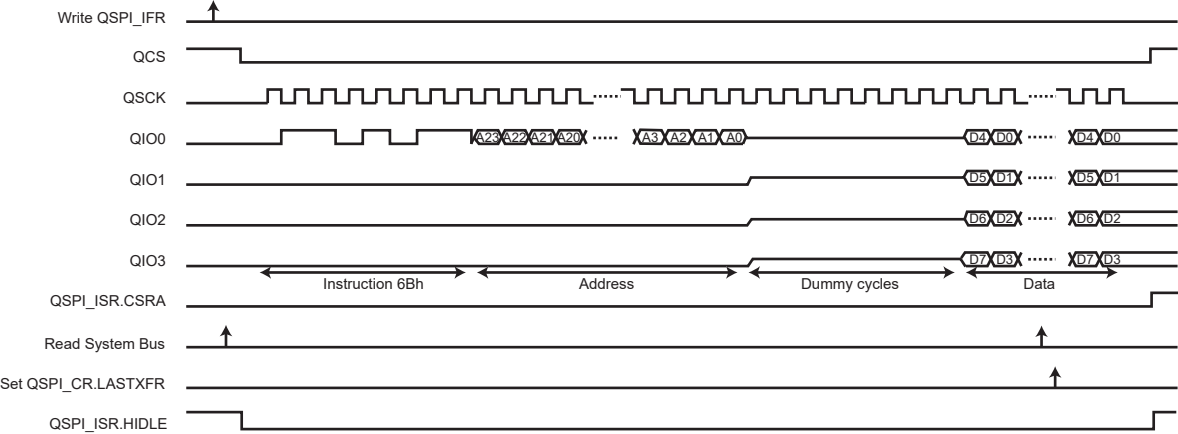 Write QSPI_IFR
QCS
QSCK
QIO0 A23 A22 A21 A20 A3 A2 A1 A0 D4 D0 D4 D0
QIO1 D5 D1 D5 D1
QIO2 D6 D2 D6 D2
QIO3 D7 D3 D7 D3
Instruction 6Bh Address Dummy cycles Data
QSPI_ISR.CSRA
Read System Bus
Set QSPI_CR.LASTXFR
QSPI_ISR.HIDLE